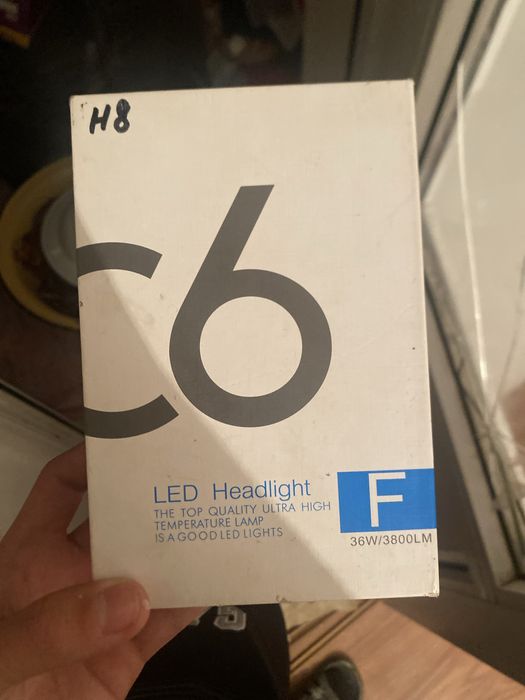 H8
C6
LED Headlight
THE TOP QUALITY ULTRA HIGH
TEMPERATURE LAMP
IS A GOOD LED LIGHTS
F
36W/3800LM